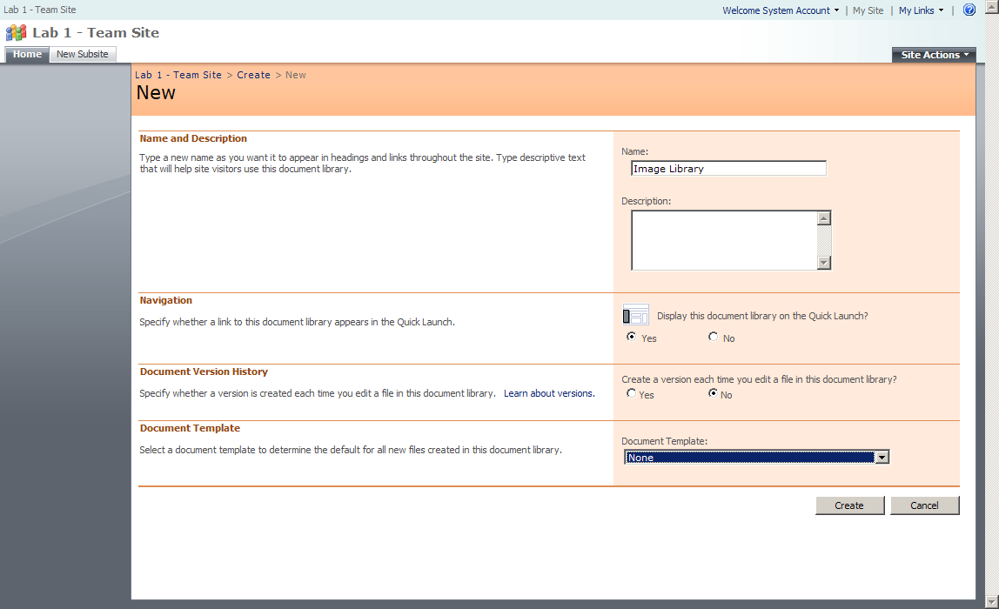 Lab 1 - Team Site
Welcome System Account | My Site | My Links |
Lab 1 - Team Site
Home New Subsite
Site Actions
Lab 1 - Team Site > Create > New
New
Name and Description
Type a new name as you want it to appear in headings and links throughout the site. Type descriptive text
that will help site visitors use this document library.
Name:
Image Library
Description:
Navigation
Specify whether a link to this document library appears in the Quick Launch.
Display this document library on the Quick Launch?
Yes No
Document Version History
Specify whether a version is created each time you edit a file in this document library. Learn about versions.
Create a version each time you edit a file in this document library?
Yes No
Document Template
Select a document template to determine the default for all new files created in this document library.
Document Template:
None
Create Cancel